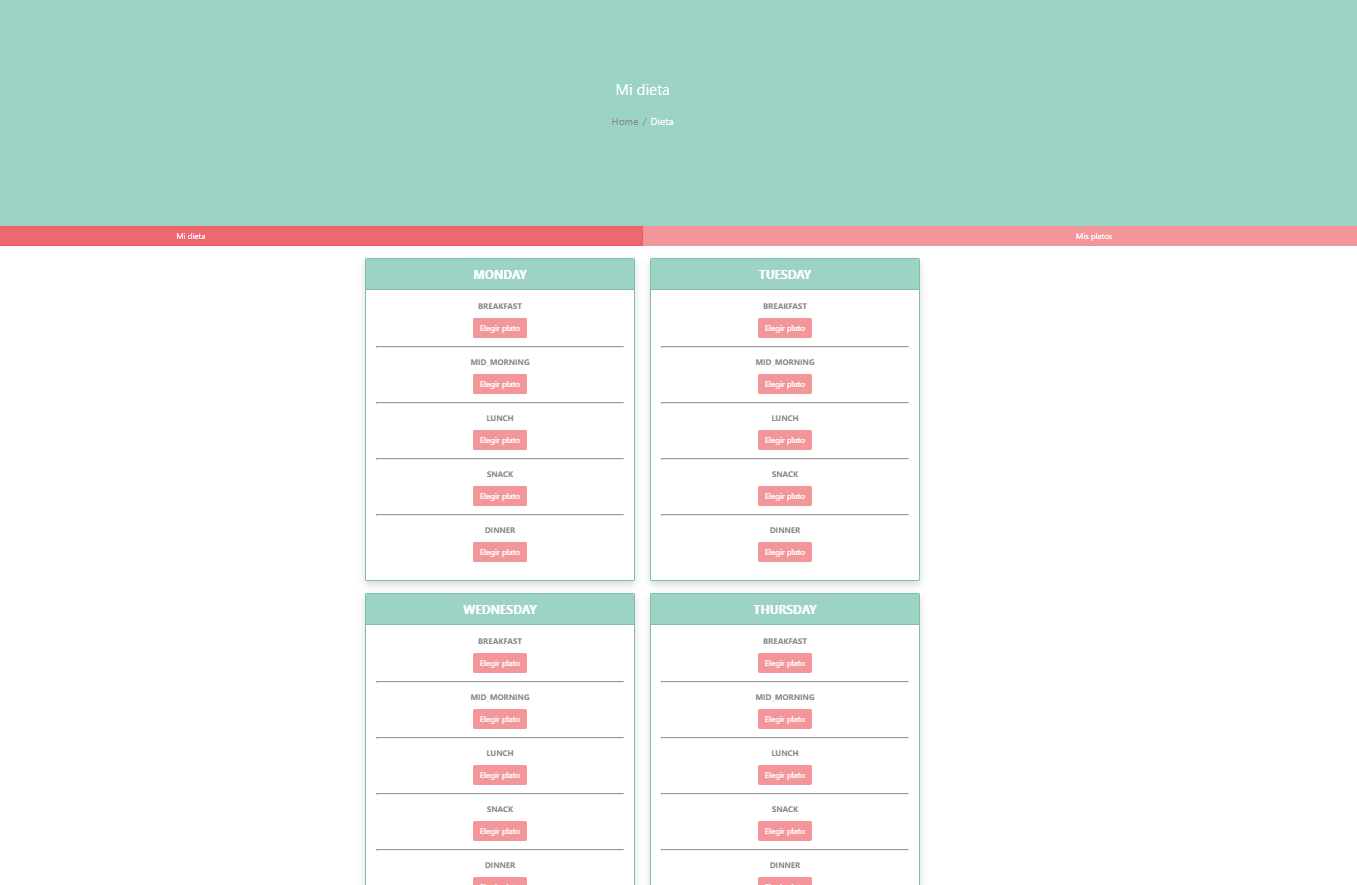 Mi dieta
Home / Dieta
Mi dieta
Mis platos
MONDAY
BREAKFAST
Elegir plato
MID_MORNING
Elegir plato
LUNCH
Elegir plato
SNACK
Elegir plato
DINNER
Elegir plato
TUESDAY
BREAKFAST
Elegir plato
MID_MORNING
Elegir plato
LUNCH
Elegir plato
SNACK
Elegir plato
DINNER
Elegir plato
WEDNESDAY
BREAKFAST
Elegir plato
MID_MORNING
Elegir plato
LUNCH
Elegir plato
SNACK
Elegir plato
DINNER
THURSDAY
BREAKFAST
Elegir plato
MID_MORNING
Elegir plato
LUNCH
Elegir plato
SNACK
Elegir plato
DINNER